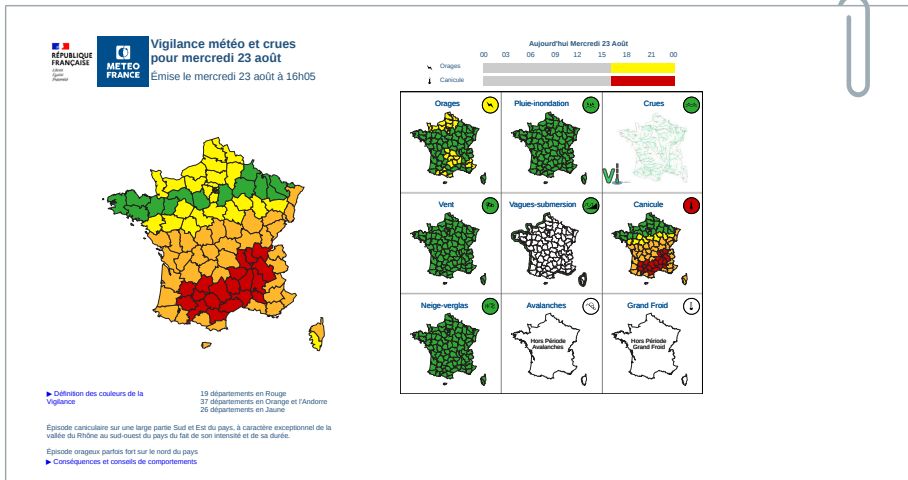 RÉPUBLIQUE
FRANÇAISE
Liberté
Égalité
Fraternité
METEO
FRANCE
Vigilance météo et crues
pour mercredi 23 août
Émise le mercredi 23 août à 16h05
Aujourd'hui Mercredi 23 Août
00 03 06 09 12 15 18 21 00
Orages
Canicule
Orages
Pluie-inondation
Crues
Vent
Vagues-submersion
Canicule
Neige-verglas
Avalanches
Grand Froid
Hors Période
Avalanches
Hors Période
Grand Froid
▶ Définition des couleurs de la
Vigilance
19 départements en Rouge
37 départements en Orange et l'Andorre
26 départements en Jaune
Épisode caniculaire sur une large partie Sud et Est du pays, à caractère exceptionnel de la
vallée du Rhône au sud-ouest du pays du fait de son intensité et de sa durée.
Épisode orageux parfois fort sur le nord du pays
▶ Conséquences et conseils de comportements